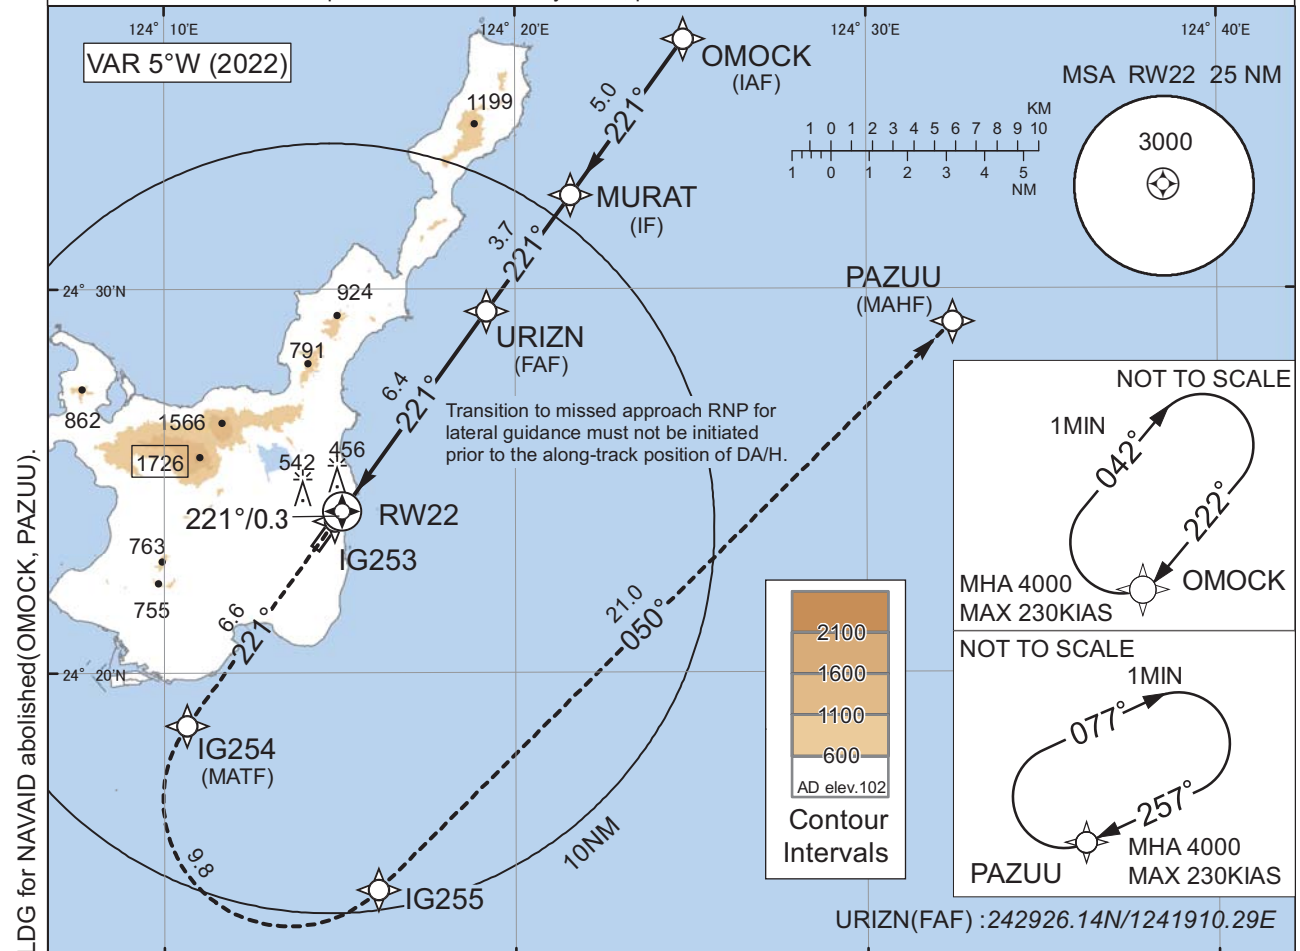 124° 10'E
124° 20'E
124° 30'E
124° 40'E
VAR 5°W (2022)
OMOCK
(IAF)
MSA RW22 25 NM
3000
KM
1 0 1 2 3 4 5 6 7 8 9 10
1 0 1 2 3 4 5
NM
1199
5.0
221°
MURAT
(IF)
3.7
221°
PAZUU
(MAHF)
24° 30'N
924
URIZN
(FAF)
791
6.4
221°
862
1566
1726
542
456
Transition to missed approach RNP for
lateral guidance must not be initiated
prior to the along-track position of DA/H.
221°/0.3
RW22
IG253
763
755
6.6
221°
21.0
050°
24° 20'N
IG254
(MATF)
9.8
IG255
10NM
2100
1600
1100
600
AD elev.102
Contour
Intervals
NOT TO SCALE
1MIN
042°
222°
MHA 4000
MAX 230KIAS
OMOCK
NOT TO SCALE
1MIN
077°
257°
PAZUU
MHA 4000
MAX 230KIAS
URIZN(FAF) :242926.14N/1241910.29E
LDG for NAVAID abolished(OMOCK, PAZUU).